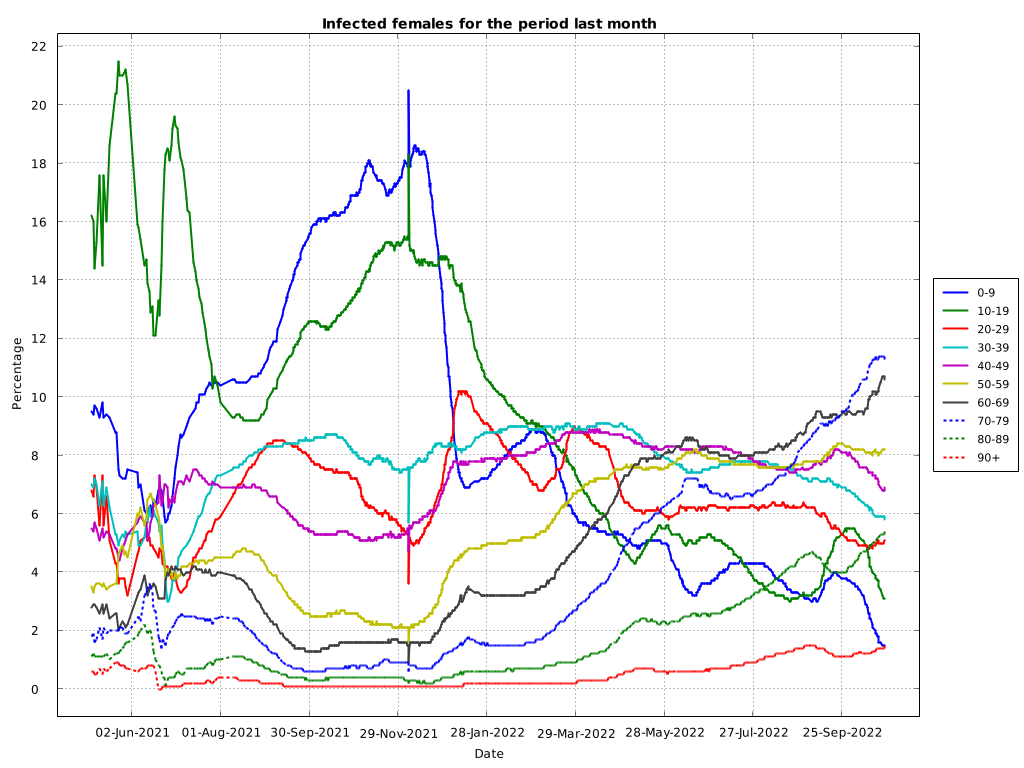 Infected females for the period last month
22
20
18
16
14
12
10
8
6
4
2
0
Percentage
02-Jun-2021
01-Aug-2021
30-Sep-2021
29-Nov-2021
28-Jan-2022
29-Mar-2022
28-May-2022
27-Jul-2022
25-Sep-2022
Date
0-9
10-19
20-29
30-39
40-49
50-59
60-69
70-79
80-89
90+